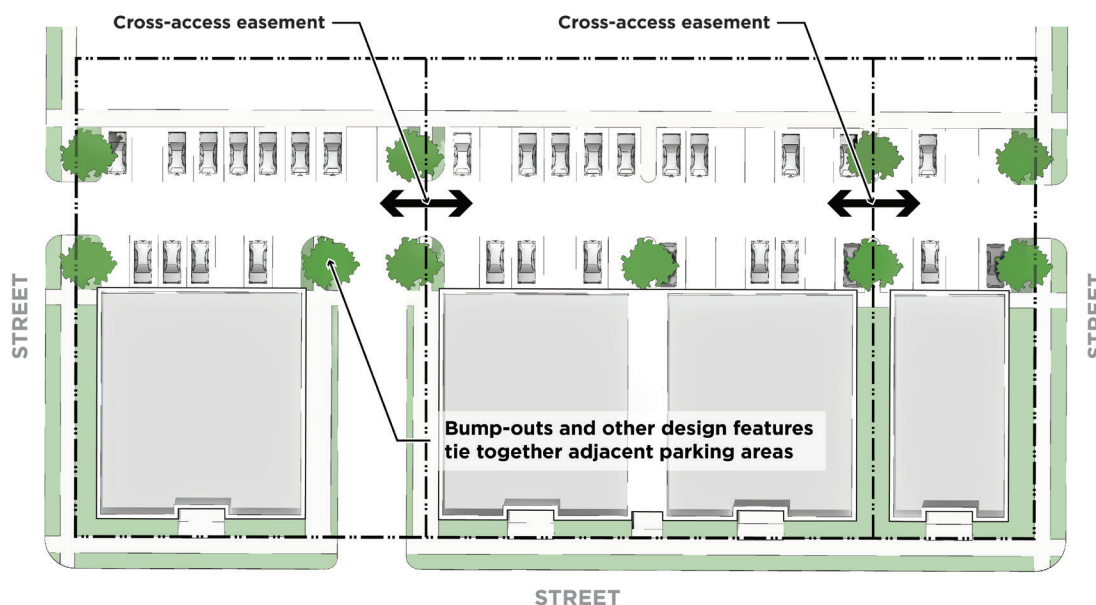 Cross-access easement
Cross-access easement
STREET
STREET
Bump-outs and other design features
tie together adjacent parking areas
STREET